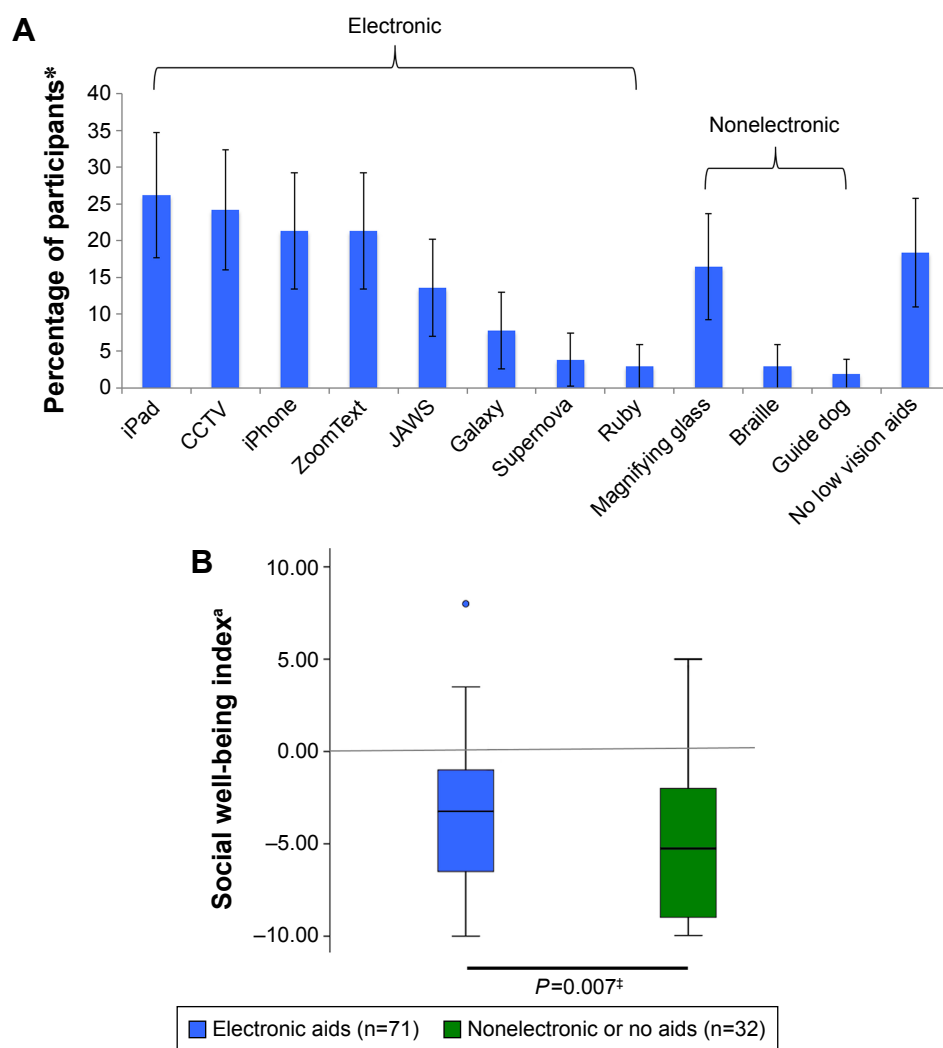 A
Electronic
Nonelectronic
Percentage of participants*
40
35
30
25
20
15
10
5
0
iPad
CCTV
iPhone
ZoomText
JAWS
Galaxy
Supernova
Ruby
Magnifying glass
Braille
Guide dog
No low vision aids
B
Social well-being indexᵃ
10.00
5.00
0.00
–5.00
–10.00
P=0.007‡
Electronic aids (n=71)
Nonelectronic or no aids (n=32)